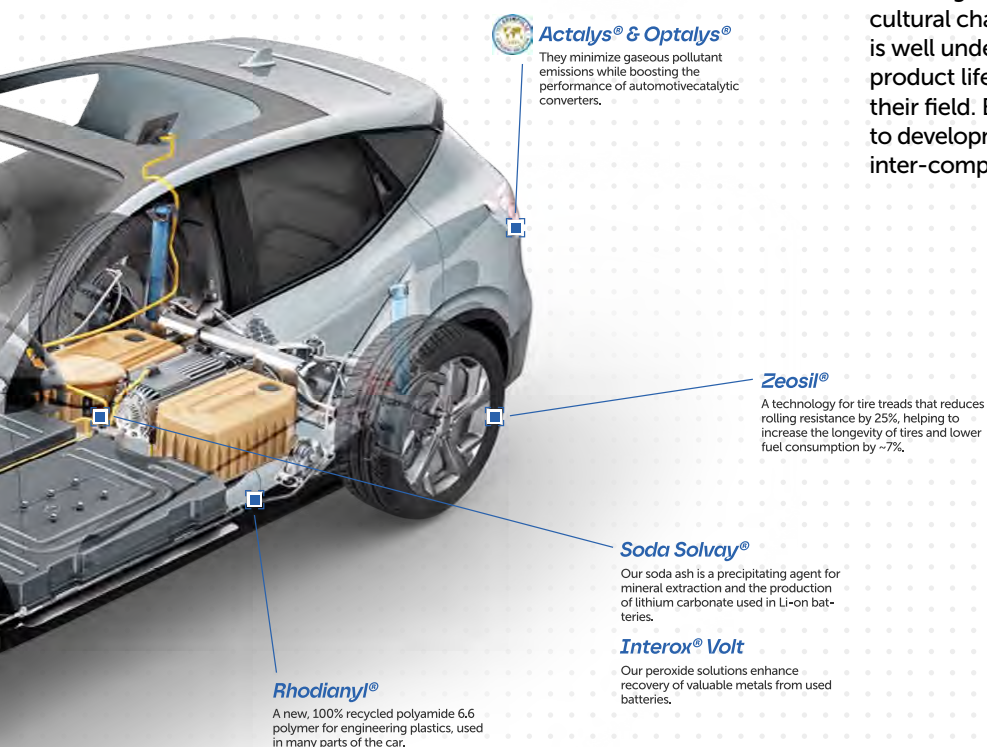 Actalys® & Optalys®
They minimize gaseous pollutant
emissions while boosting the
performance of automotivecatalytic
converters.
cultural cha
is well unde
product life
their field. E
to developm
inter-comp
Zeosil®
A technology for tire treads that reduces
rolling resistance by 25%, helping to
increase the longevity of tires and lower
fuel consumption by ~7%.
Soda Solvay®
Our soda ash is a precipitating agent for
mineral extraction and the production
of lithium carbonate used in Li-on bat-
teries.
Interox® Volt
Our peroxide solutions enhance
recovery of valuable metals from used
batteries.
Rhodianyl®
A new, 100% recycled polyamide 6.6
polymer for engineering plastics, used
in many parts of the car.